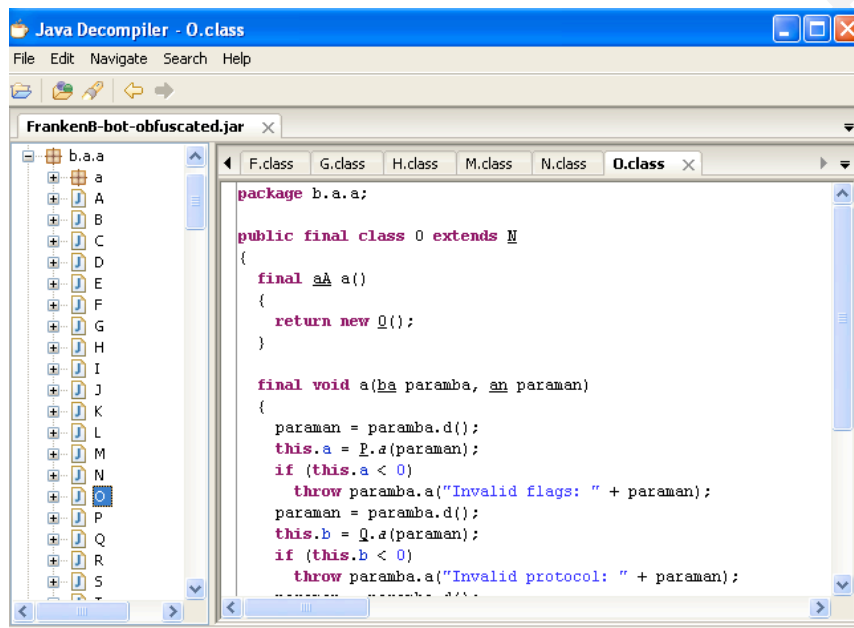 Java Decompiler - O.class
File Edit Navigate Search Help
FrankenB-bot-obfuscated.jar
b.a.a
a
A
B
C
D
E
F
G
H
I
J
K
L
M
N
O
P
Q
R
S
F.class G.class H.class M.class N.class O.class
package b.a.a;
public final class O extends N
{
final aA a()
{
return new O();
}
final void a(ba paramba, an paraman)
{
paraman = paramba.d();
this.a = P.a(paraman);
if (this.a < 0)
throw paramba.a("Invalid flags: " + paraman);
paraman = paramba.d();
this.b = Q.a(paraman);
if (this.b < 0)
throw paramba.a("Invalid protocol: " + paraman);